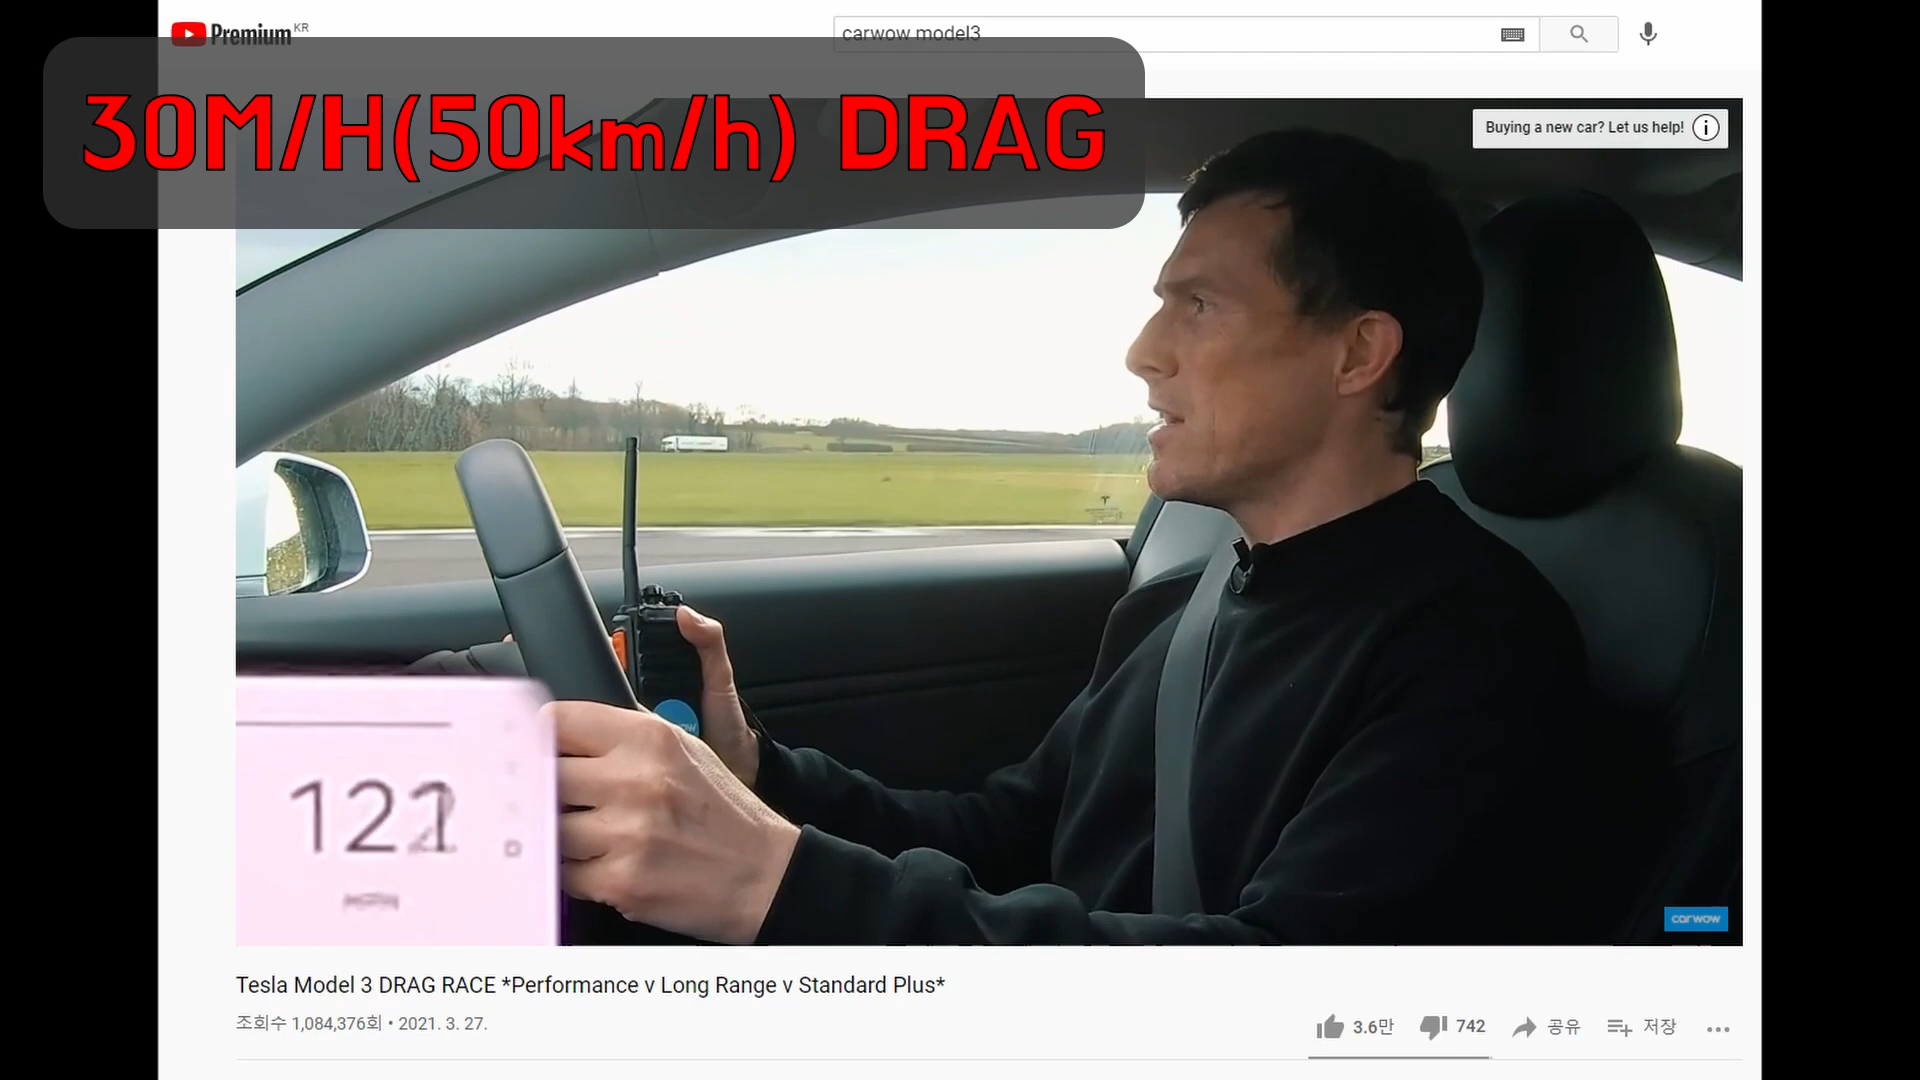 Premium KR
carwow model3
30M/H(50km/h) DRAG
Buying a new car? Let us help!
D
carwow
Tesla Model 3 DRAG RACE *Performance v Long Range v Standard Plus*
조회수 1,084,376회 • 2021. 3. 27.
3.6만 742 공유 저장